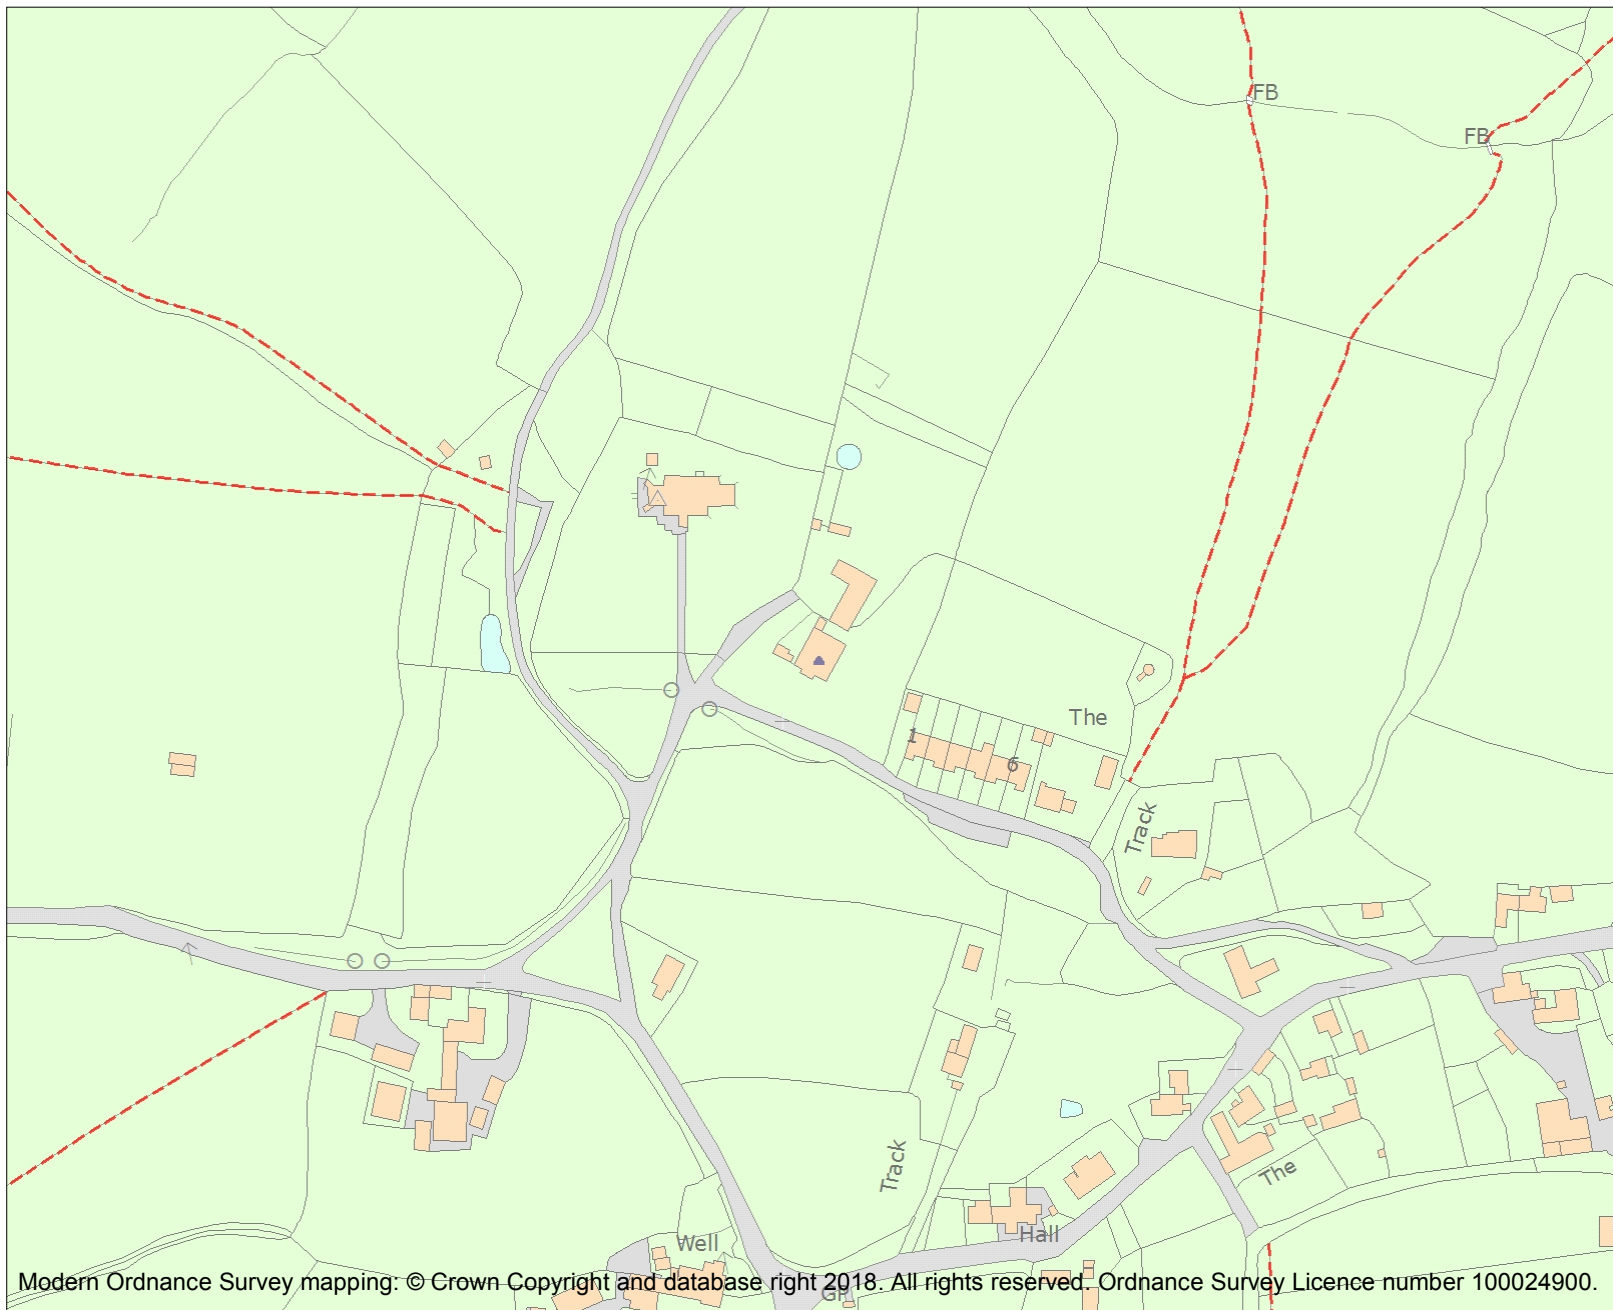 FB
FB
The
1
6
Track
Track
The
Hall
Well
GP
Modern Ordnance Survey mapping: © Crown Copyright and database right 2018. All rights reserved. Ordnance Survey Licence number 100024900.